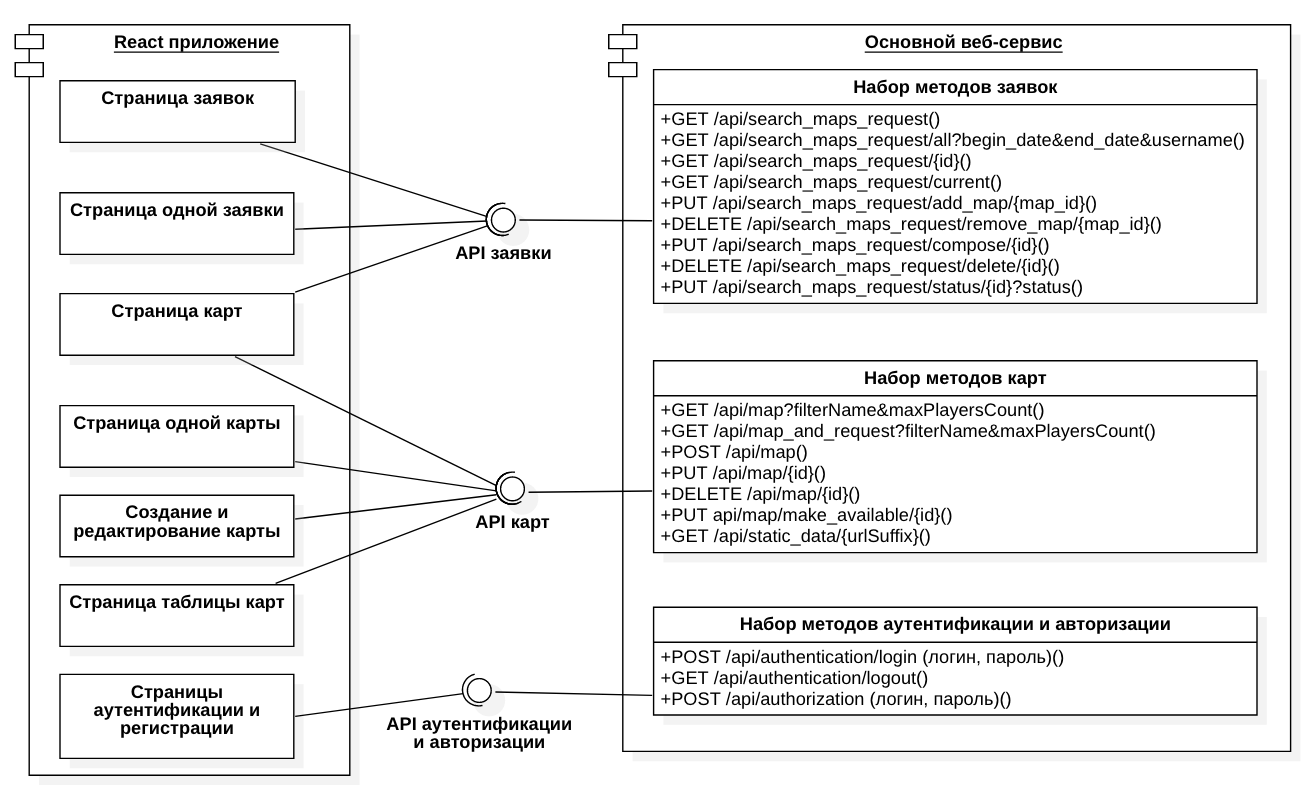 React приложение
Страница заявок
Страница одной заявки
Страница карт
Страница одной карты
Создание и
редактирование карты
Страница таблицы карт
Страницы
аутентификации и
регистрации
API заявки
API карт
API аутентификации
и авторизации
Основной веб-сервис
Набор методов заявок
+GET /api/search_maps_request()
+GET /api/search_maps_request/all?begin_date&end_date&username()
+GET /api/search_maps_request/{id}()
+GET /api/search_maps_request/current()
+PUT /api/search_maps_request/add_map/{map_id}()
+DELETE /api/search_maps_request/remove_map/{map_id}()
+PUT /api/search_maps_request/compose/{id}()
+DELETE /api/search_maps_request/delete/{id}()
+PUT /api/search_maps_request/status/{id}?status()
Набор методов карт
+GET /api/map?filterName&maxPlayersCount()
+GET /api/map_and_request?filterName&maxPlayersCount()
+POST /api/map()
+PUT /api/map/{id}()
+DELETE /api/map/{id}()
+PUT api/map/make_available/{id}()
+GET /api/static_data/{urlSuffix}()
Набор методов аутентификации и авторизации
+POST /api/authentication/login (логин, пароль)()
+GET /api/authentication/logout()
+POST /api/authorization (логин, пароль)()